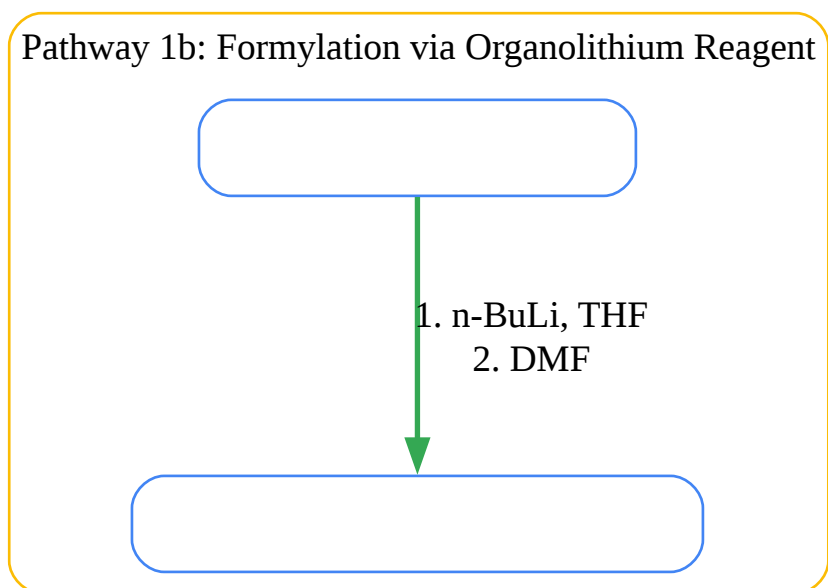 Pathway 1b: Formylation via Organolithium Reagent
1. n-BuLi, THF
2. DMF